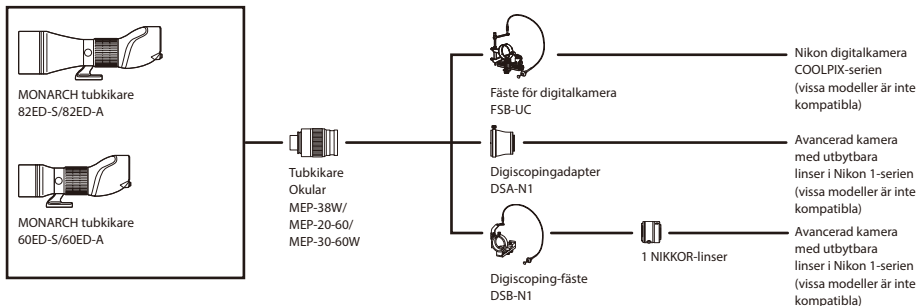 MONARCH tubkikare
82ED-S/82ED-A
MONARCH tubkikare
60ED-S/60ED-A
Tubkikare
Okular
MEP-38W/
MEP-20-60/
MEP-30-60W
Fäste för digitalkamera
FSB-UC
Digiscopingadapter
DSA-N1
Digiscoping-fäste
DSB-N1
1 NIKKOR-linser
Nikon digitalkamera
COOLPIX-serien
(vissa modeller är inte
kompatibla)
Avancerad kamera
med utbytbara
linser i Nikon 1-serien
(vissa modeller är inte
kompatibla)
Avancerad kamera
med utbytbara
linser i Nikon 1-serien
(vissa modeller är inte
kompatibla)